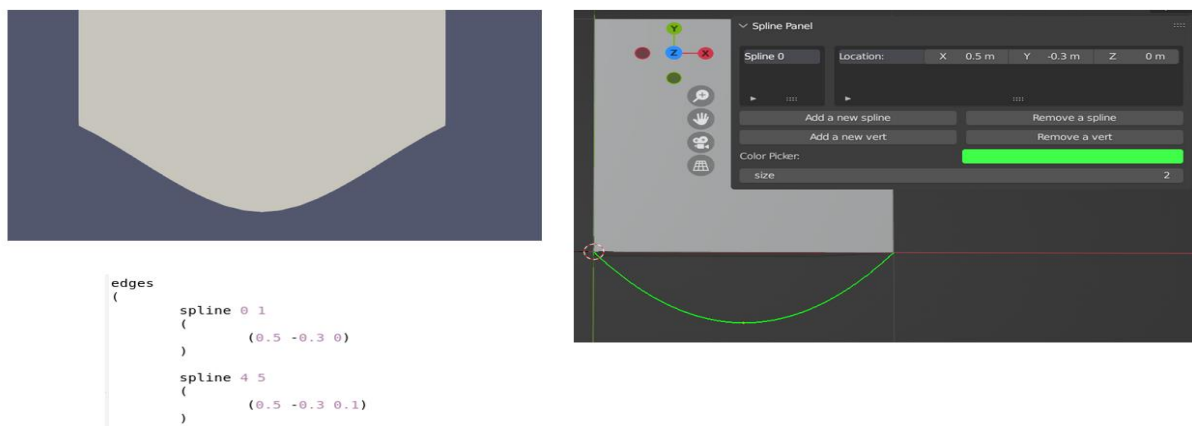 edges
(
spline 0 1
(
(0.5 -0.3 0)
)
spline 4 5
(
(0.5 -0.3 0.1)
)
Y
Z
X
Spline Panel
Spline 0
Location: X 0.5 m Y -0.3 m Z 0 m
Add a new spline Remove a spline
Add a new vert Remove a vert
Color Picker:
size 2